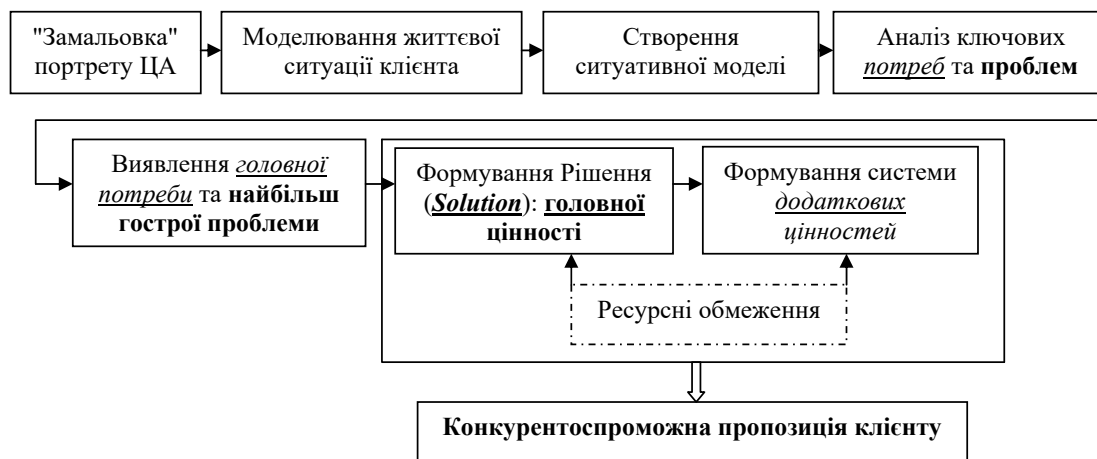 "Замальовка"
портрету ЦА
Моделювання життєвої
ситуації клієнта
Створення
ситуативної моделі
Аналіз ключових
потреб та проблем
Виявлення головної
потреби та найбільш
гострої проблеми
Формування Рішення
(Solution): головної
цінності
Формування системи
додаткових
цінностей
Ресурсні обмеження
Конкурентоспроможна пропозиція клієнту